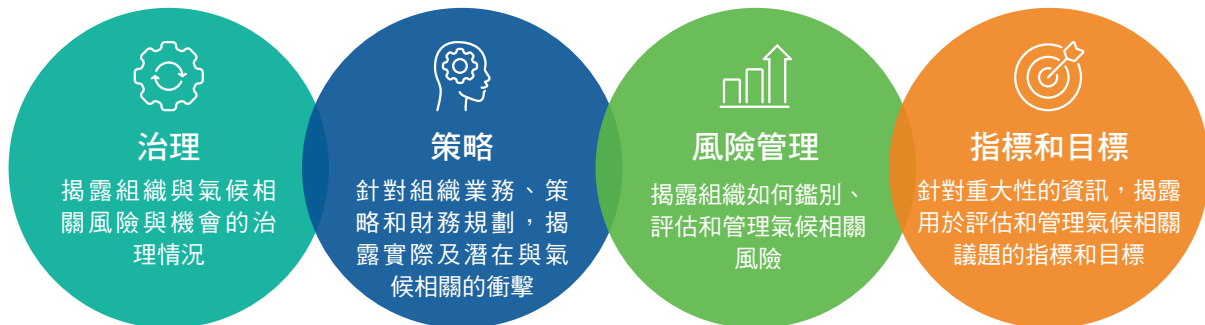 治理
揭露組織與氣候相
關風險與機會的治
理情況
策略
針對組織業務、策
略和財務規劃，揭
露實際及潛在與氣
候相關的衝擊
風險管理
揭露組織如何鑑別、
評估和管理氣候相關
風險
指標和目標
針對重大性的資訊，揭露
用於評估和管理氣候相關
議題的指標和目標